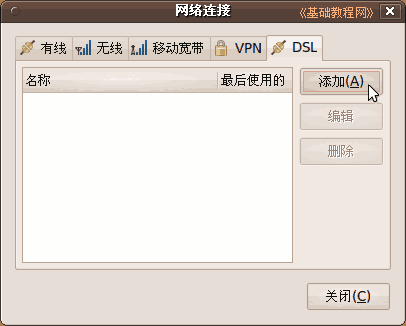 网络连接 《基础教程网》
有线 无线 移动宽带 VPN DSL
名称 最后使用的
添加(A)
编辑
删除
关闭(C)